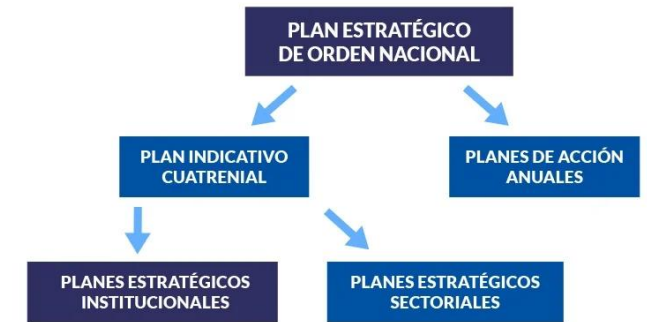 PLAN ESTRATÉGICO
DE ORDEN NACIONAL
PLAN INDICATIVO
CUATRENIAL
PLANES DE ACCIÓN
ANUALES
PLANES ESTRATÉGICOS
INSTITUCIONALES
PLANES ESTRATÉGICOS
SECTORIALES